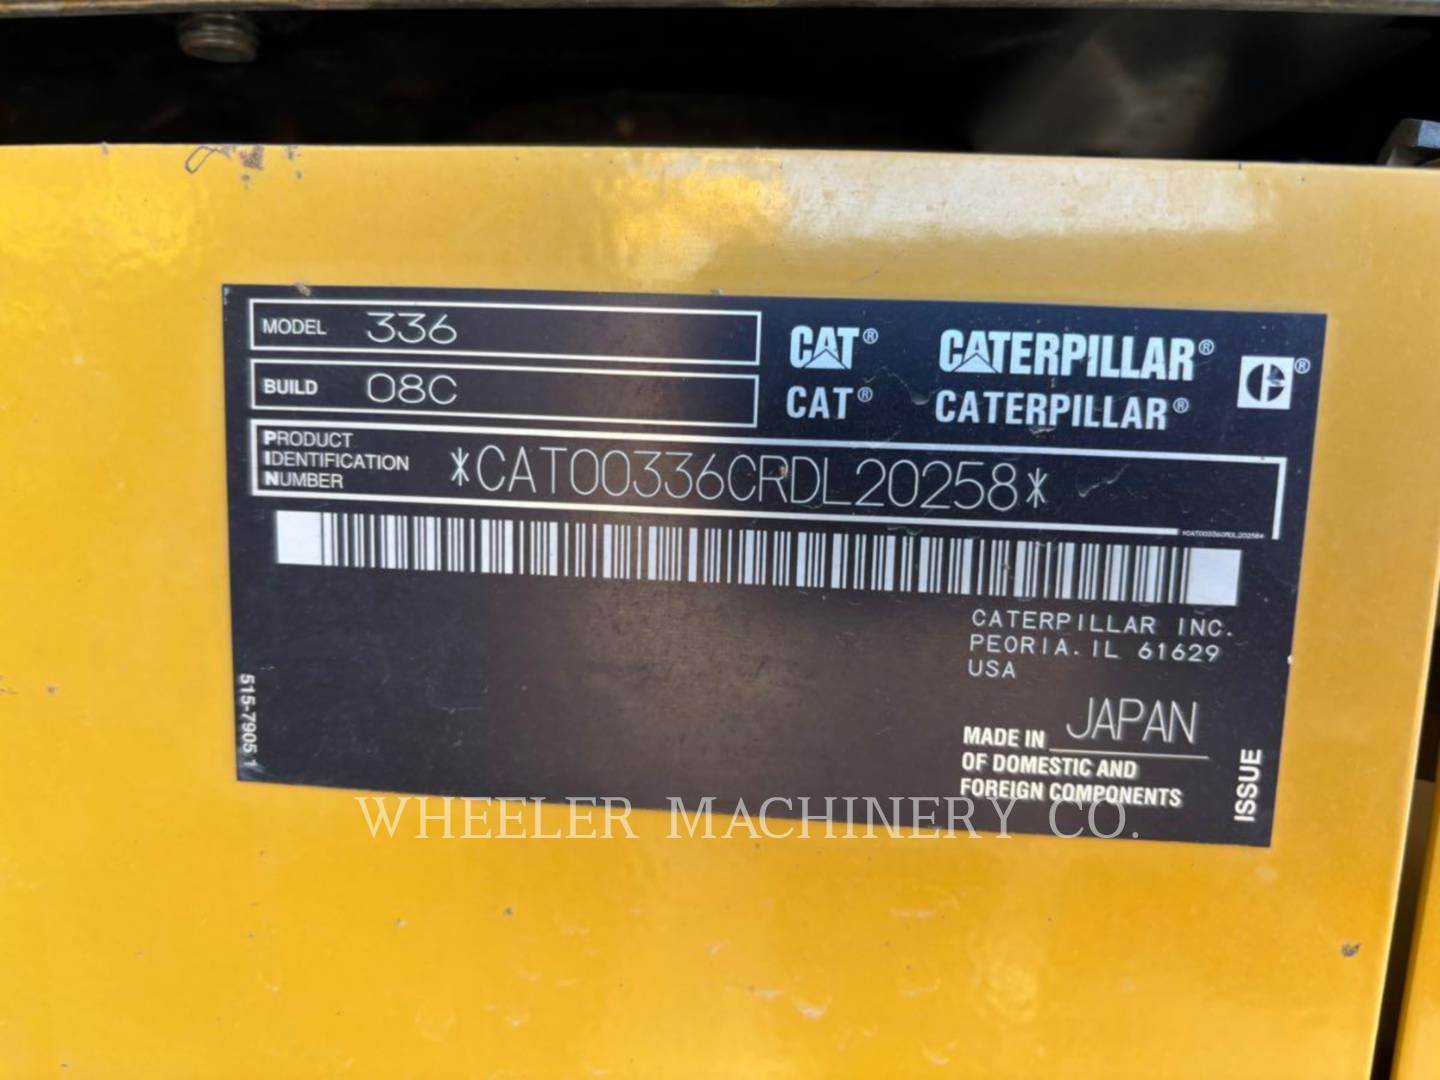 MODEL 336
BUILD 08C
CAT® CATERPILLAR® ®
CAT® CATERPILLAR®
PRODUCT
IDENTIFICATION
NUMBER
*CAT00336CRDL20258*
*CAT00336CRDL20258*
CATERPILLAR INC.
PEORIA. IL 61629
USA
MADE IN JAPAN
OF DOMESTIC AND
FOREIGN COMPONENTS
515-7905 1
ISSUE
WHEELER MACHINERY CO.